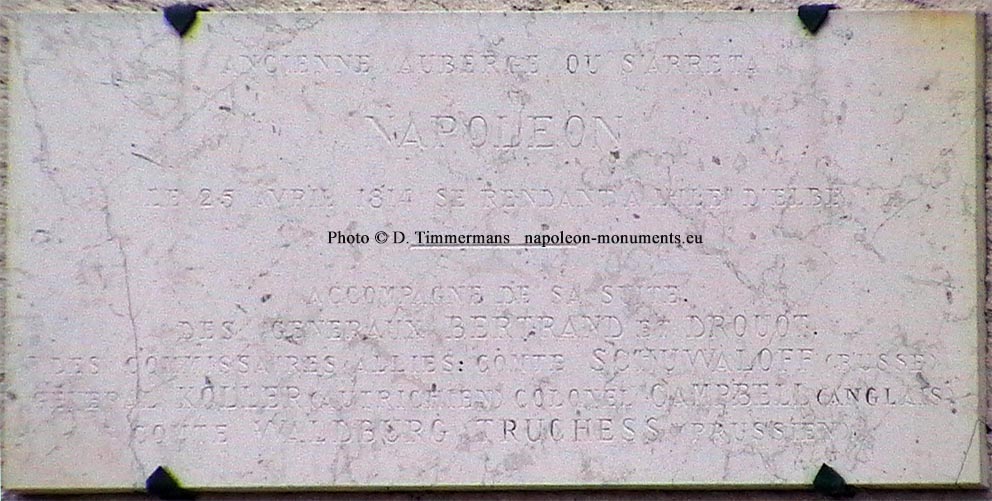 ANCIENNE AUBERGE OU S'ARRETA
NAPOLEON
LE 25 AVRIL 1814 SE RENDANT A L'ILE D'ELBE
Photo © D. Timmermans napoleon-monuments.eu
ACCOMPAGNE DE SA SUITE.
DES GENERAUX BERTRAND ET DROUOT.
DES COMMISSAIRES ALLIES: COMTE SCHUWALOFF (RUSSE)
GENERAL KOLLER (AUTRICHIEN) COLONEL CAMPBELL (ANGLAIS)
COMTE WALDBURG-TRUCHESS (PRUSSIEN)